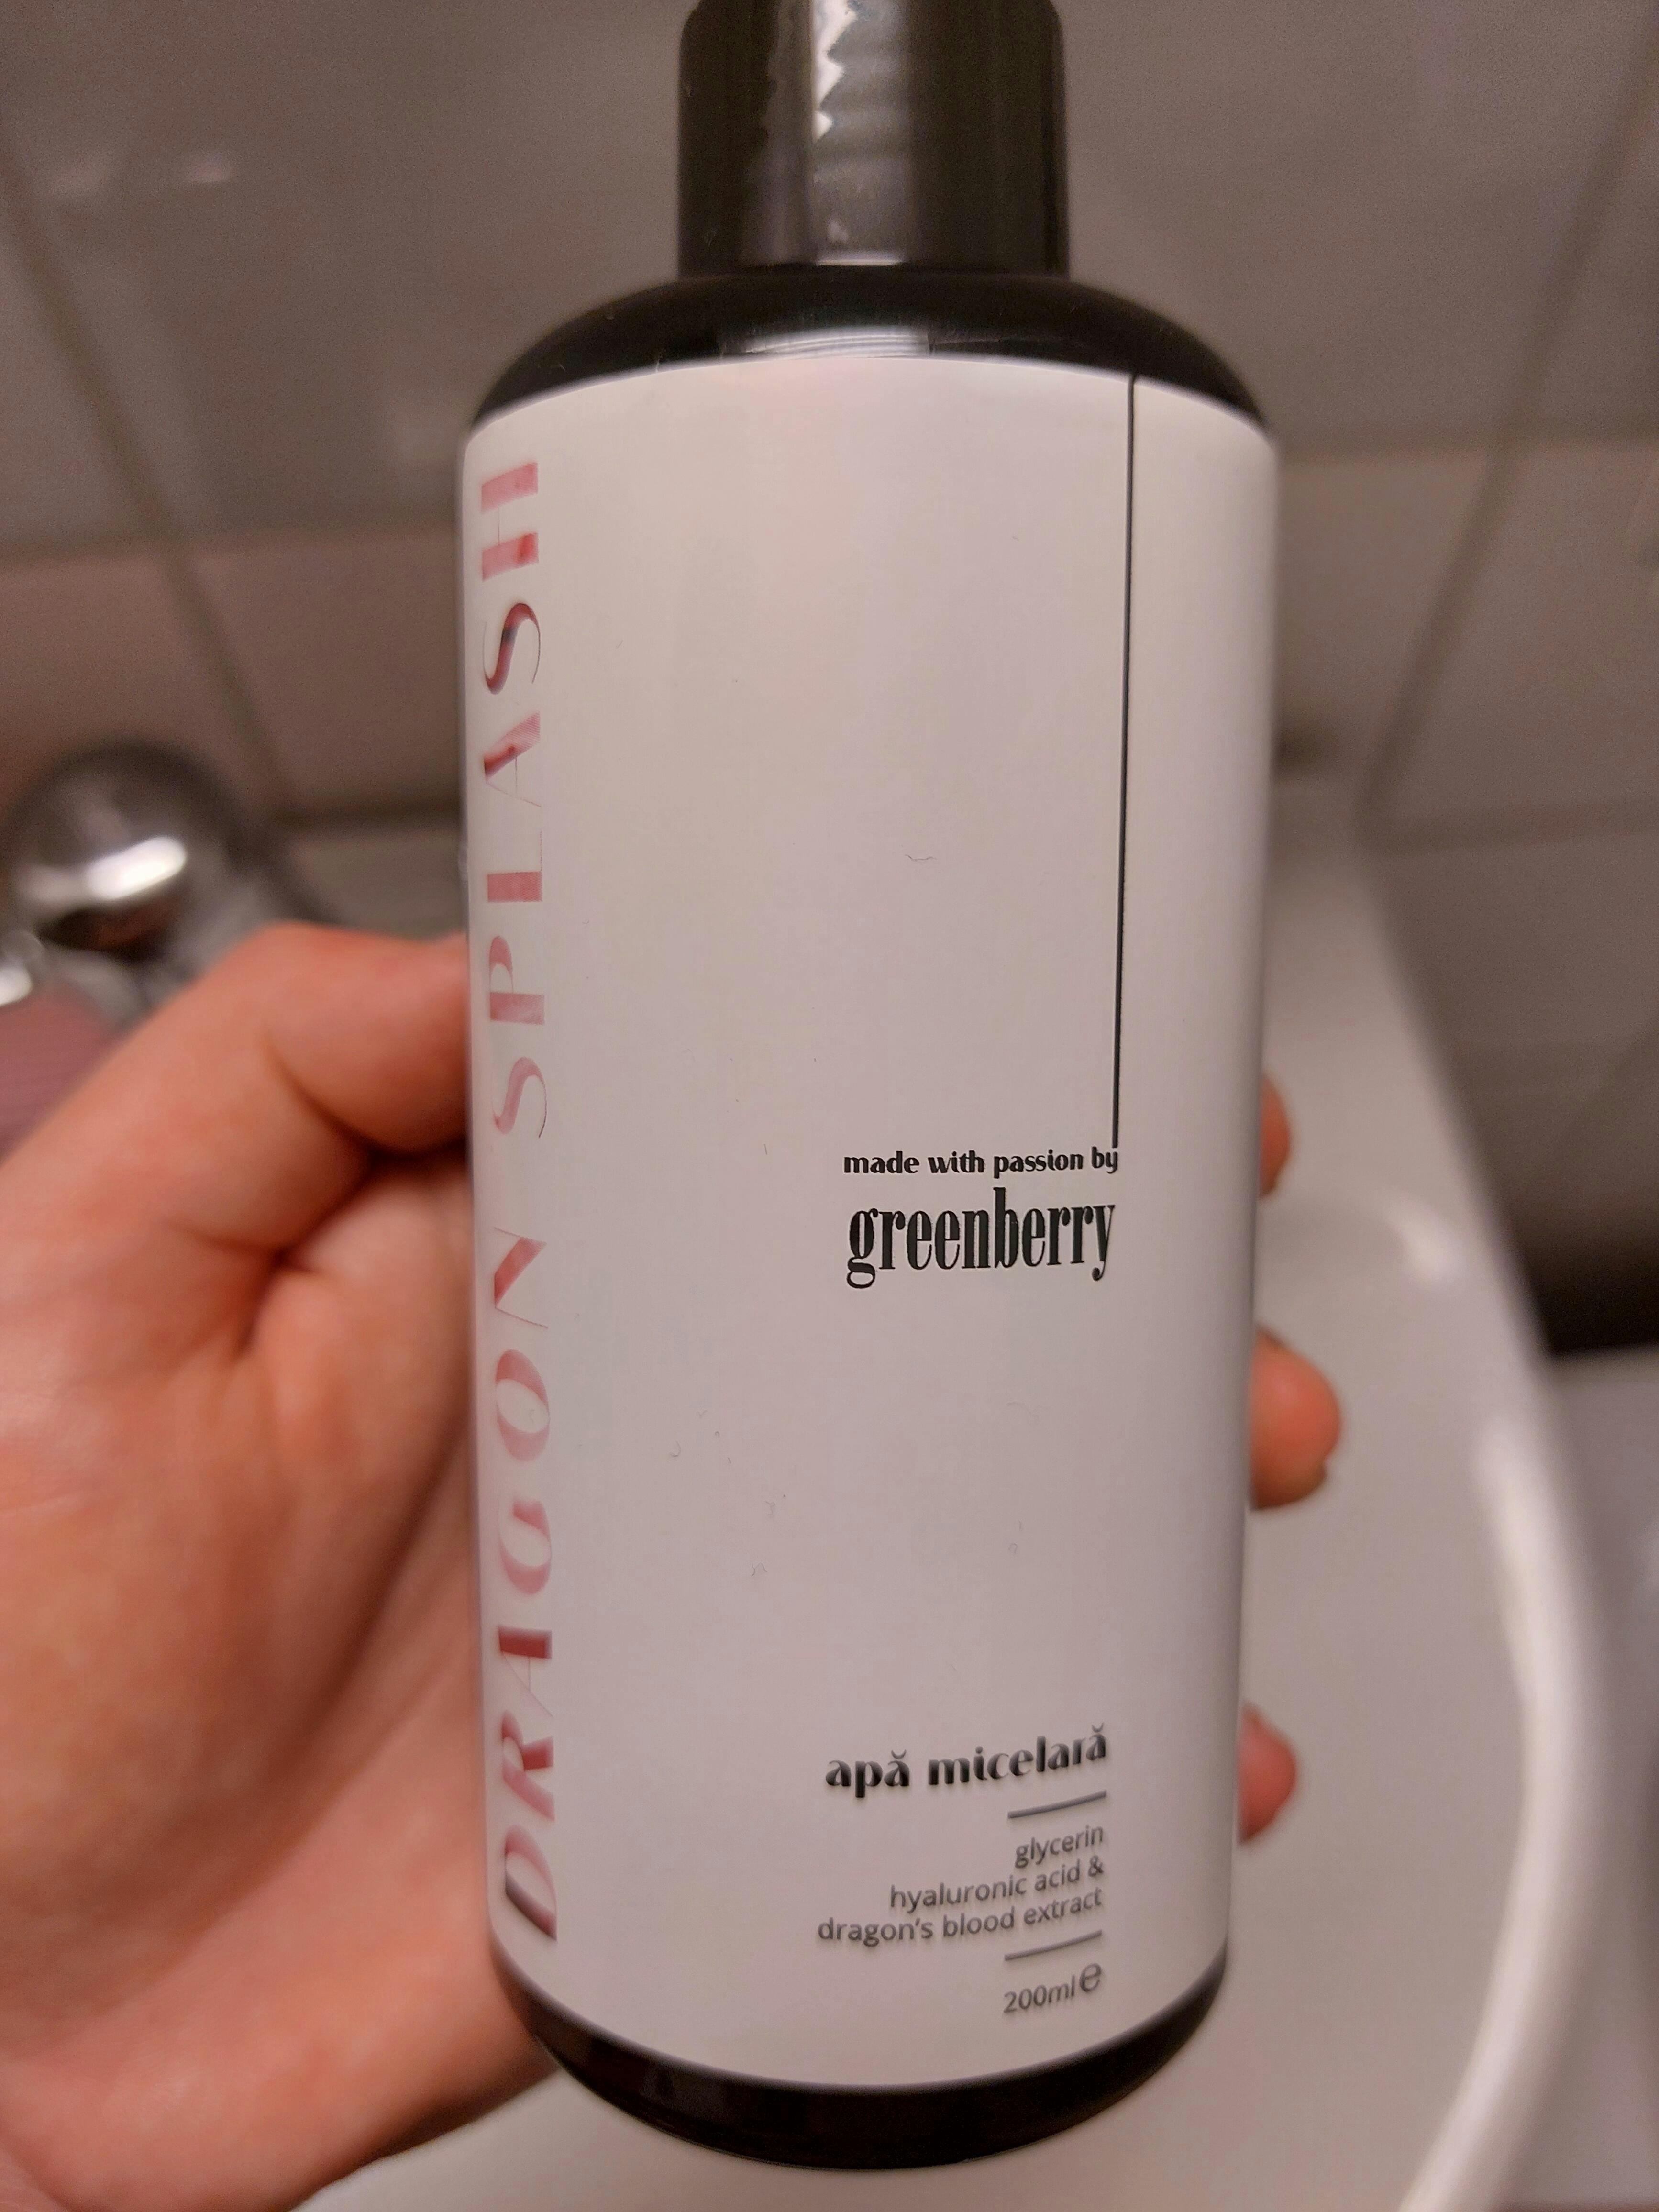 DRAGON SPLASH
made with passion by
greenberry
apă micelară
glycerin
hyaluronic acid &
dragon's blood extract
200ml℮